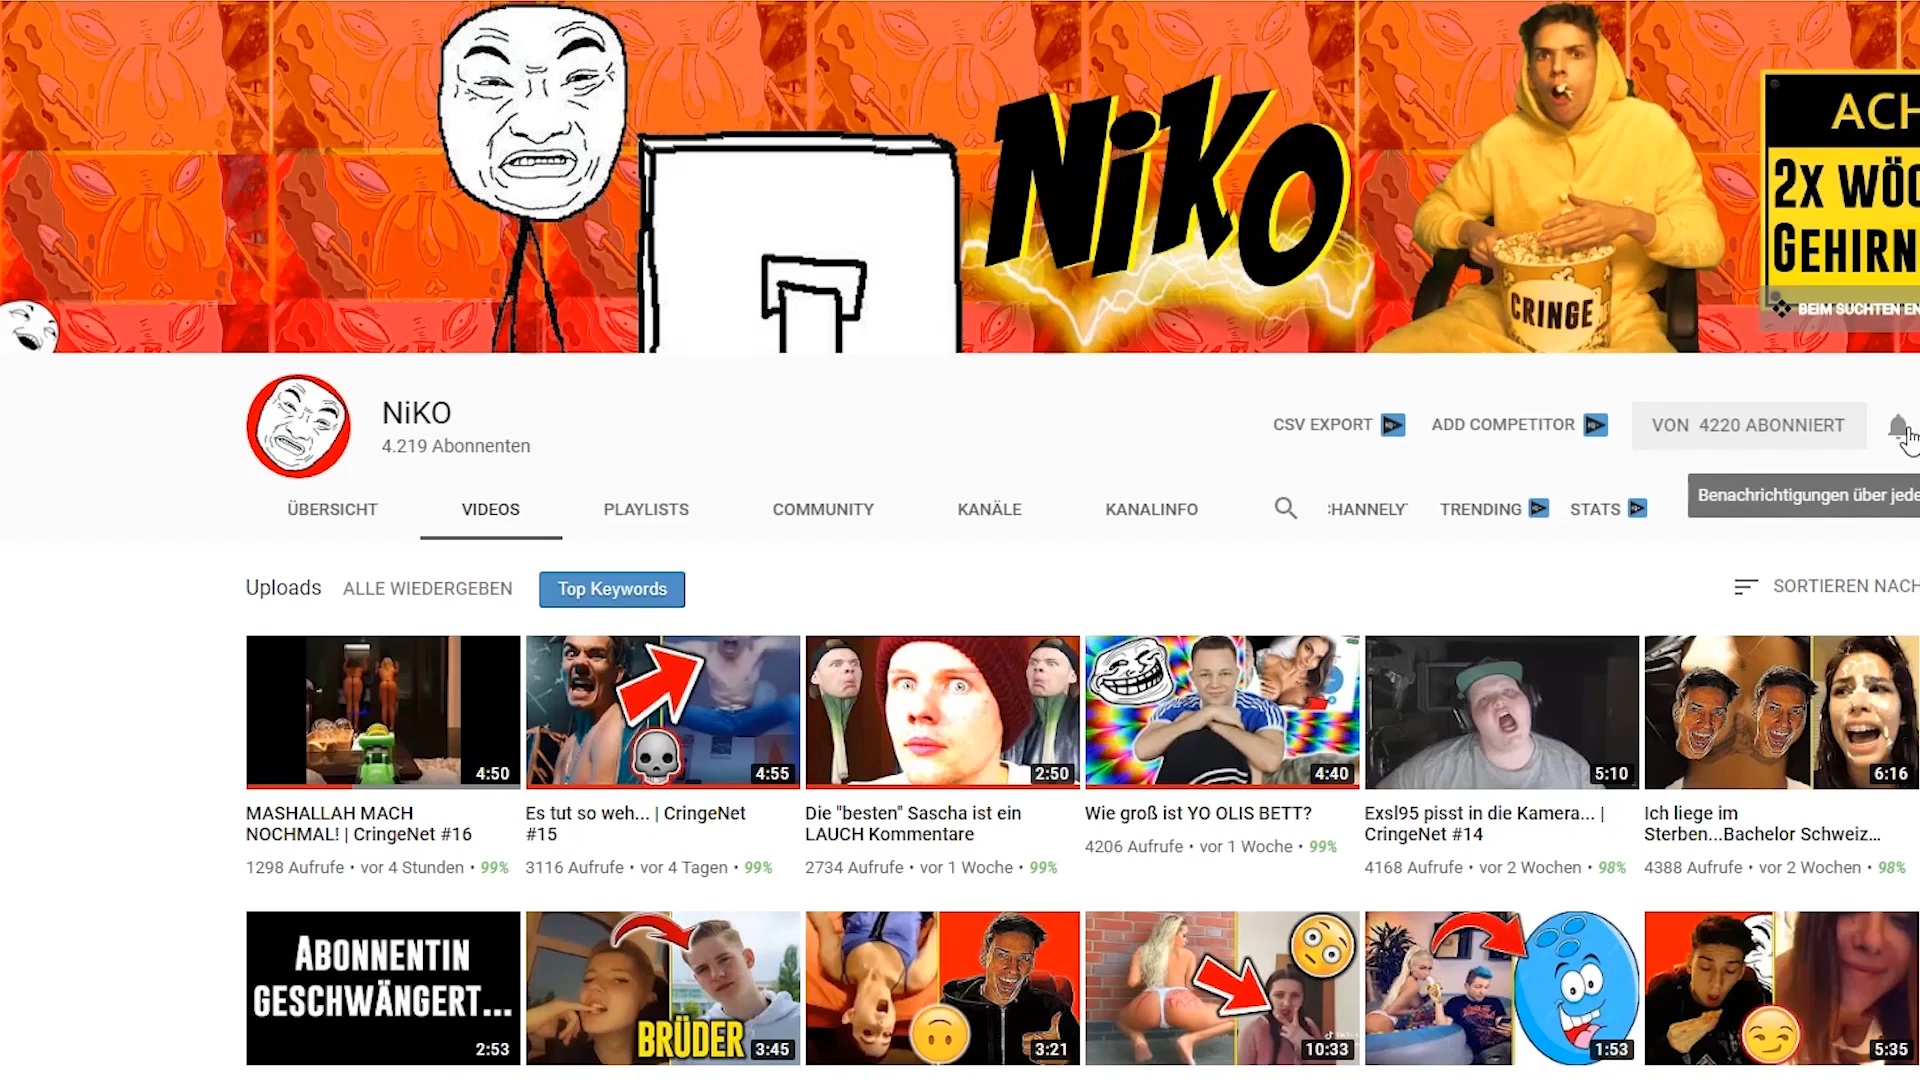 NiKO
ACH
2X WÖC
GEHIRN
CRINGE
BEIM SUCHTEN EN
NiKO
4.219 Abonnenten
CSV EXPORT
ADD COMPETITOR
VON 4220 ABONNIERT
ÜBERSICHT
VIDEOS
PLAYLISTS
COMMUNITY
KANÄLE
KANALINFO
HANNELY
TRENDING
STATS
Benachrichtigungen über jede
Uploads
ALLE WIEDERGEBEN
Top Keywords
SORTIEREN NACH
4:50
4:55
2:50
4:40
5:10
6:16
MASHALLAH MACH
NOCHMAL! | CringeNet #16
1298 Aufrufe • vor 4 Stunden • 99%
Es tut so weh... | CringeNet
#15
3116 Aufrufe • vor 4 Tagen • 99%
Die "besten" Sascha ist ein
LAUCH Kommentare
2734 Aufrufe • vor 1 Woche • 99%
Wie groß ist YO OLIS BETT?
4206 Aufrufe • vor 1 Woche • 99%
Exsl95 pisst in die Kamera... |
CringeNet #14
4168 Aufrufe • vor 2 Wochen • 98%
Ich liege im
Sterben...Bachelor Schweiz...
4388 Aufrufe • vor 2 Wochen • 98%
ABONNENTIN
GESCHWÄNGERT...
2:53
BRÜDER
3:45
3:21
10:33
1:53
5:35